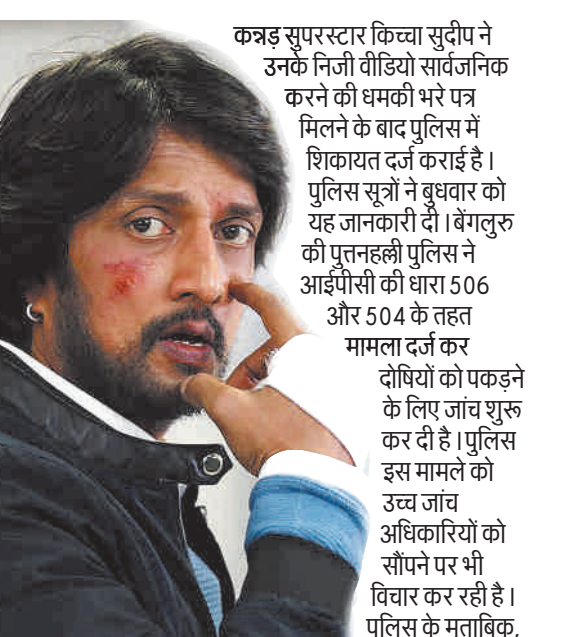 कन्नड़ सुपरस्टार किच्चा सुदीप ने
उनके निजी वीडियो सार्वजनिक
करने की धमकी भरे पत्र
मिलने के बाद पुलिस में
शिकायत दर्ज कराई है ।
पुलिस सूत्रों ने बुधवार को
यह जानकारी दी । बेंगलुरु
की पुत्तनहल्ली पुलिस ने
आईपीसी की धारा 506
और 504 के तहत
मामला दर्ज कर
दोषियों को पकड़ने
के लिए जांच शुरू
कर दी है । पुलिस
इस मामले को
उच्च जांच
अधिकारियों को
सौंपने पर भी
विचार कर रही है ।
पुलिस के मुताबिक,